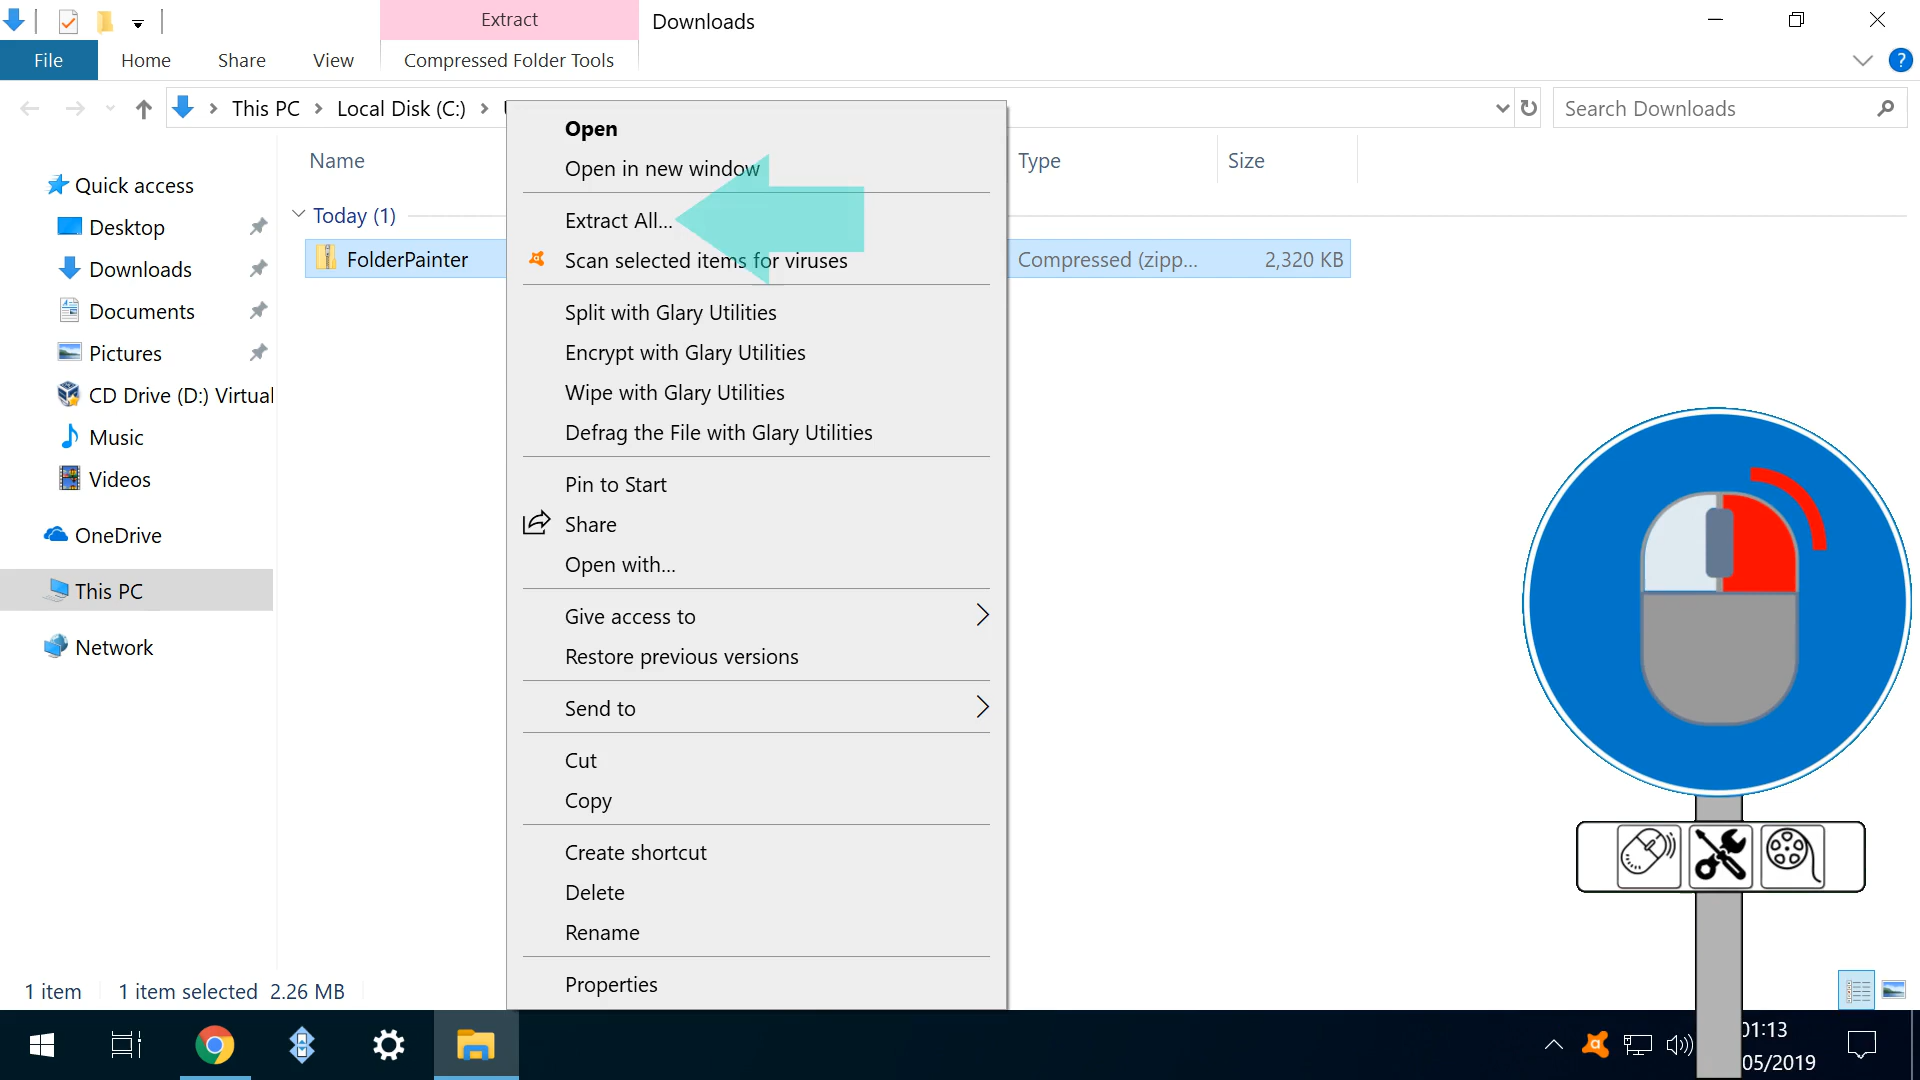 Extract
Downloads
File
Home
Share
View
Compressed Folder Tools
?
This PC
Local Disk (C:)
Search Downloads
Name
Type
Size
Quick access
Desktop
Downloads
Documents
Pictures
CD Drive (D:) Virtual
Music
Videos
OneDrive
This PC
Network
Today (1)
FolderPainter
Compressed (zipp...
2,320 KB
Open
Open in new window
Extract All...
Scan selected items for viruses
Split with Glary Utilities
Encrypt with Glary Utilities
Wipe with Glary Utilities
Defrag the File with Glary Utilities
Pin to Start
Share
Open with...
Give access to
Restore previous versions
Send to
Cut
Copy
Create shortcut
Delete
Rename
Properties
1 item
1 item selected 2.26 MB
01:13
05/2019